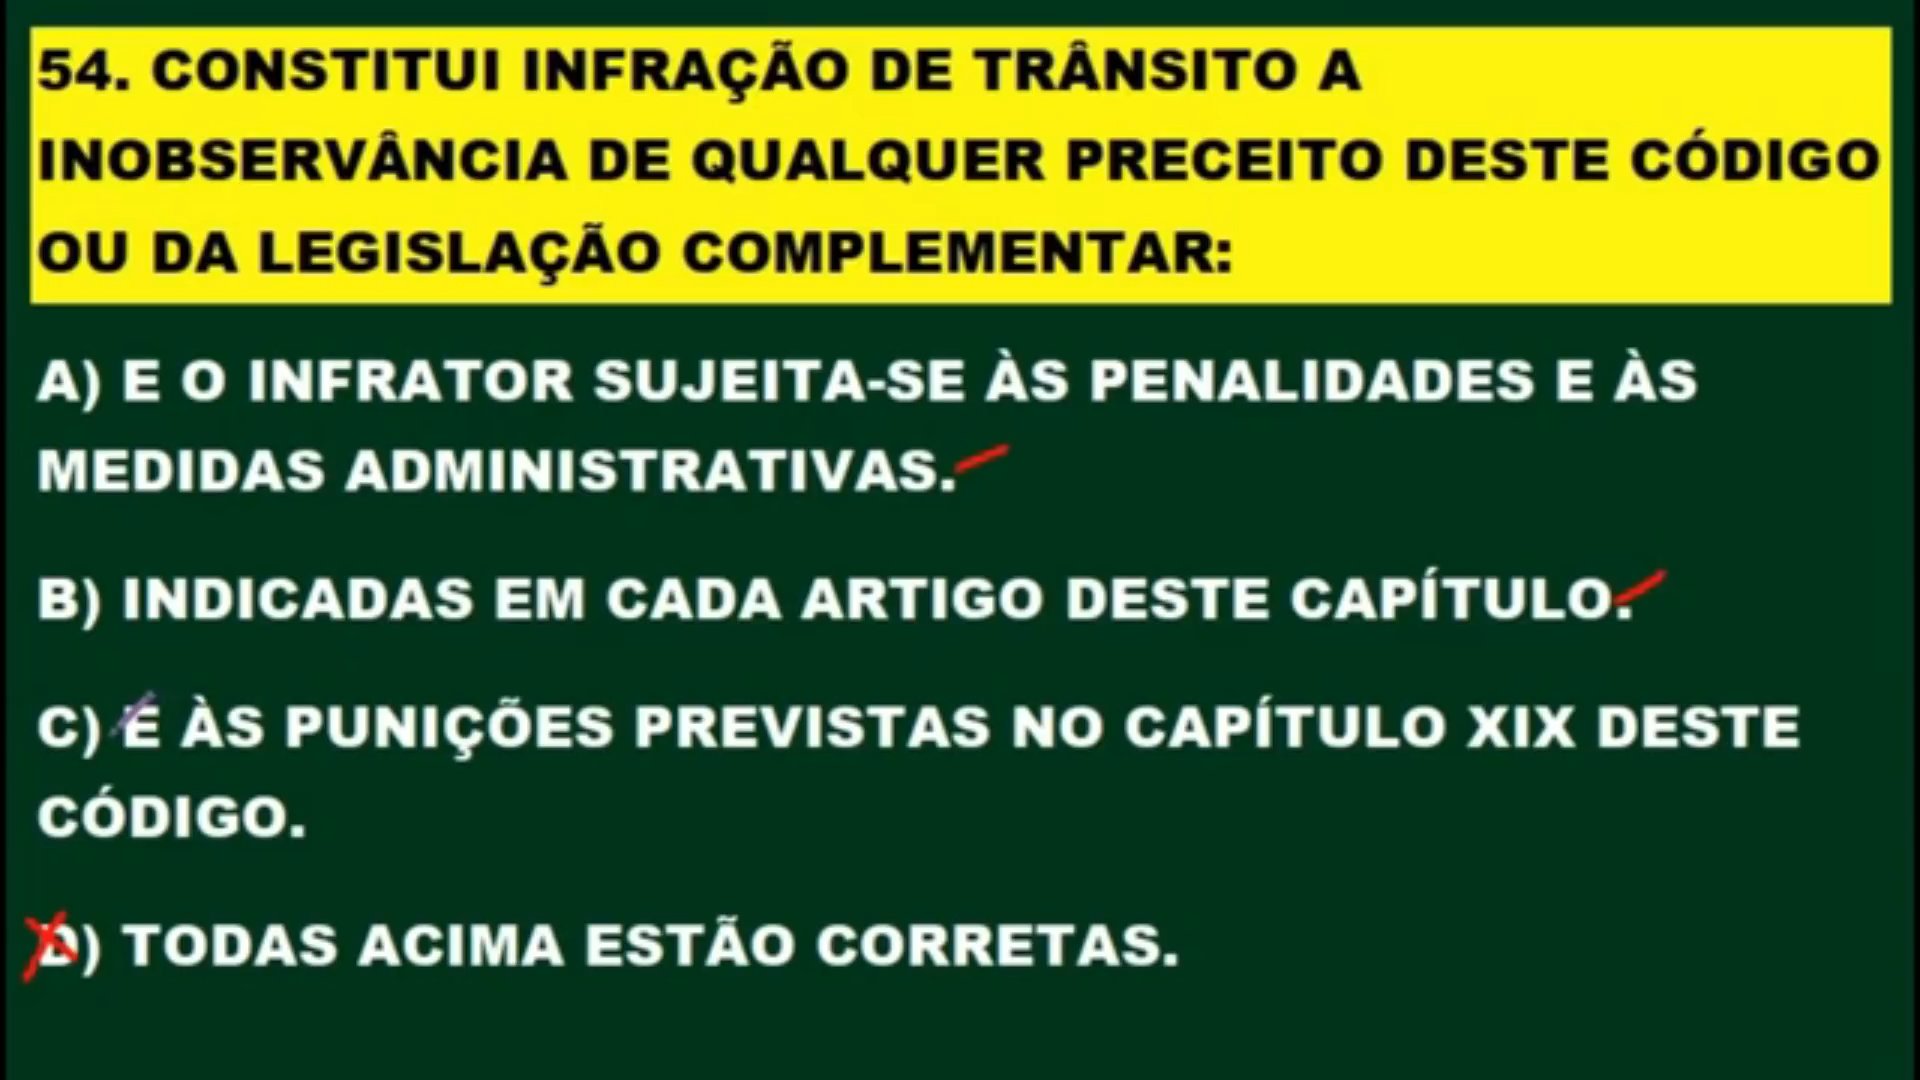 54. CONSTITUI INFRAÇÃO DE TRÂNSITO A
INOBSERVÂNCIA DE QUALQUER PRECEITO DESTE CÓDIGO
OU DA LEGISLAÇÃO COMPLEMENTAR:
A) E O INFRATOR SUJEITA-SE ÀS PENALIDADES E ÀS
MEDIDAS ADMINISTRATIVAS.
B) INDICADAS EM CADA ARTIGO DESTE CAPÍTULO.
C) E ÀS PUNIÇÕES PREVISTAS NO CAPÍTULO XIX DESTE
CÓDIGO.
D) TODAS ACIMA ESTÃO CORRETAS.